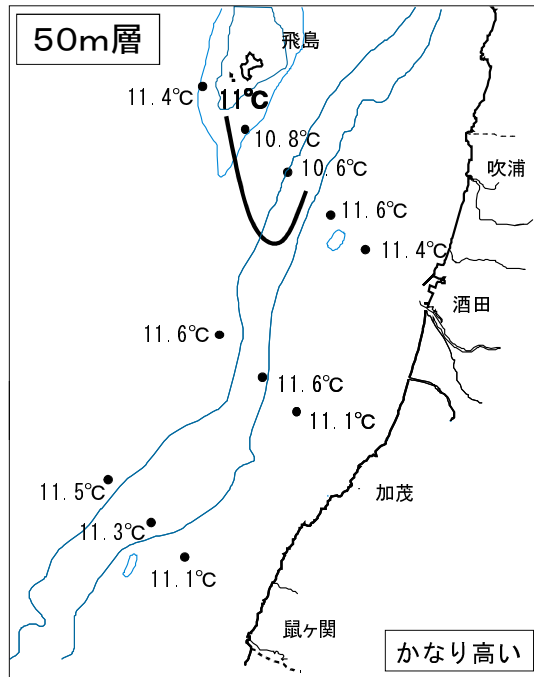 50m層
飛島
11.4℃
11℃
10.8℃
10.6℃
吹浦
11.6℃
11.4℃
酒田
11.6℃
11.6℃
11.1℃
11.5℃
加茂
11.3℃
11.1℃
鼠ヶ関
かなり高い